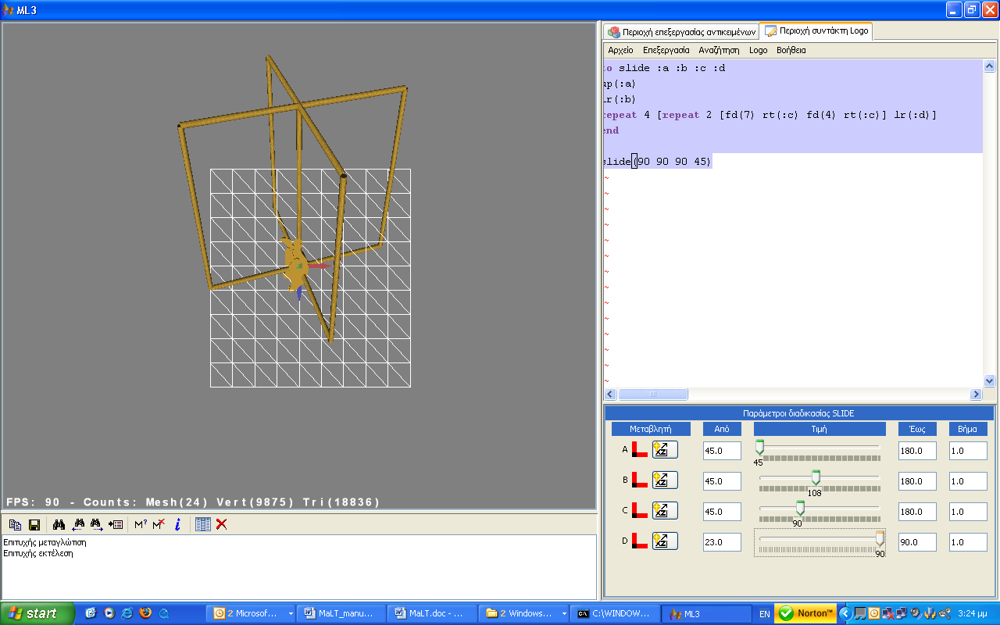 ML3
Περιοχή επεξεργασίας αντικειμένων
Περιοχή συντάκτη Logo
Αρχείο Επεξεργασία Αναζήτηση Logo Βοήθεια
to slide :a :b :c :d
up(:a)
lr(:b)
repeat 4 [repeat 2 [fd(7) rt(:c) fd(4) rt(:c)] lr(:d)]
end
slide(90 90 90 45)
~
~
~
~
~
~
~
~
~
~
~
~
~
~
FPS: 90 - Counts: Mesh(24) Vert(9875) Tri(18836)
M? M
i
Επιτυχής μεταγλώτιση
Επιτυχής εκτέλεση
Παράμετροι διαδικασίας SLIDE
Μεταβλητή Από Τιμή Έως Βήμα
A xz 45.0 45 180.0 1.0
B xz 45.0 108 180.0 1.0
C xz 45.0 90 180.0 1.0
D xz 23.0 90 90.0 1.0
start
2 Microsof...
MaLT_manu...
MaLT.doc - ...
2 Windows...
C:\WINDOW...
ML3
EN
Norton™
3:24 μμ